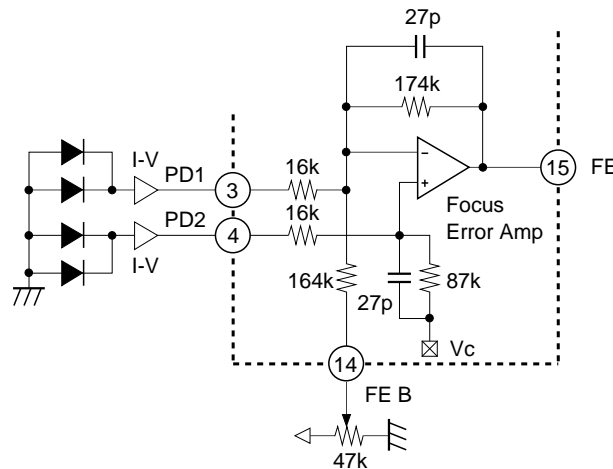 27p
174k
I-V
PD1
3
16k
−
15
FE
PD2
4
16k
+
Focus
Error Amp
I-V
164k
27p
87k
Vc
14
FE B
47k